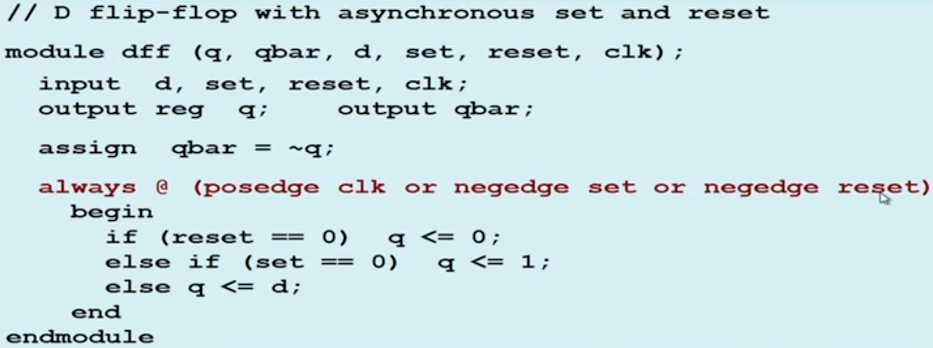 // D flip-flop with asynchronous set and reset
module dff (q, qbar, d, set, reset, clk);
input d, set, reset, clk;
output reg q; output qbar;
assign qbar = ~q;
always @ (posedge clk or negedge set or negedge reset)
begin
if (reset == 0) q <= 0;
else if (set == 0) q <= 1;
else q <= d;
end
endmodule